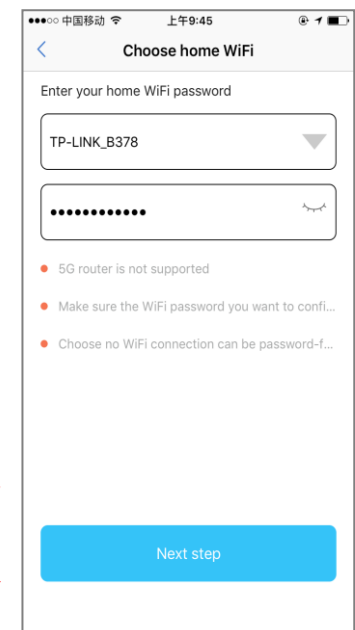 中国移动 上午9:45
Choose home WiFi
Enter your home WiFi password
TP-LINK_B378
••••••••••••
5G router is not supported
Make sure the WiFi password you want to confi...
Choose no WiFi connection can be password-f...
Next step